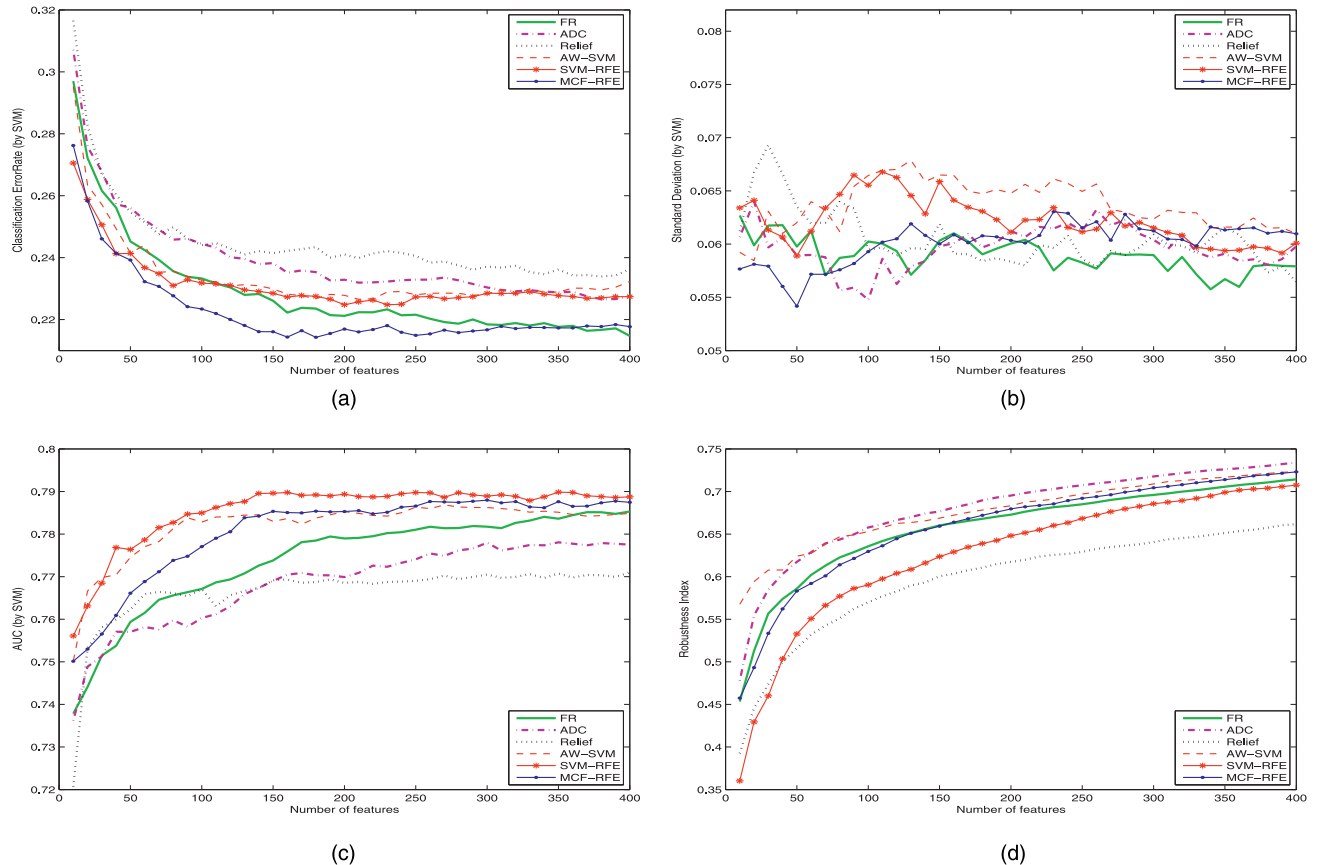 0.32
0.3
0.28
0.26
0.24
0.22
Classification ErrorRate (by SVM)
0 50 100 150 200 250 300 350 400
Number of features
FR
ADC
Relief
AW-SVM
SVM-RFE
MCF-RFE
(a)
0.08
0.075
0.07
0.065
0.06
0.055
0.05
Standard Deviation (by SVM)
0 50 100 150 200 250 300 350 400
Number of features
FR
ADC
Relief
AW-SVM
SVM-RFE
MCF-RFE
(b)
0.8
0.79
0.78
0.77
0.76
0.75
0.74
0.73
0.72
AUC (by SVM)
0 50 100 150 200 250 300 350 400
Number of features
FR
ADC
Relief
AW-SVM
SVM-RFE
MCF-RFE
(c)
0.75
0.7
0.65
0.6
0.55
0.5
0.45
0.4
0.35
Robustness Index
0 50 100 150 200 250 300 350 400
Number of features
FR
ADC
Relief
AW-SVM
SVM-RFE
MCF-RFE
(d)